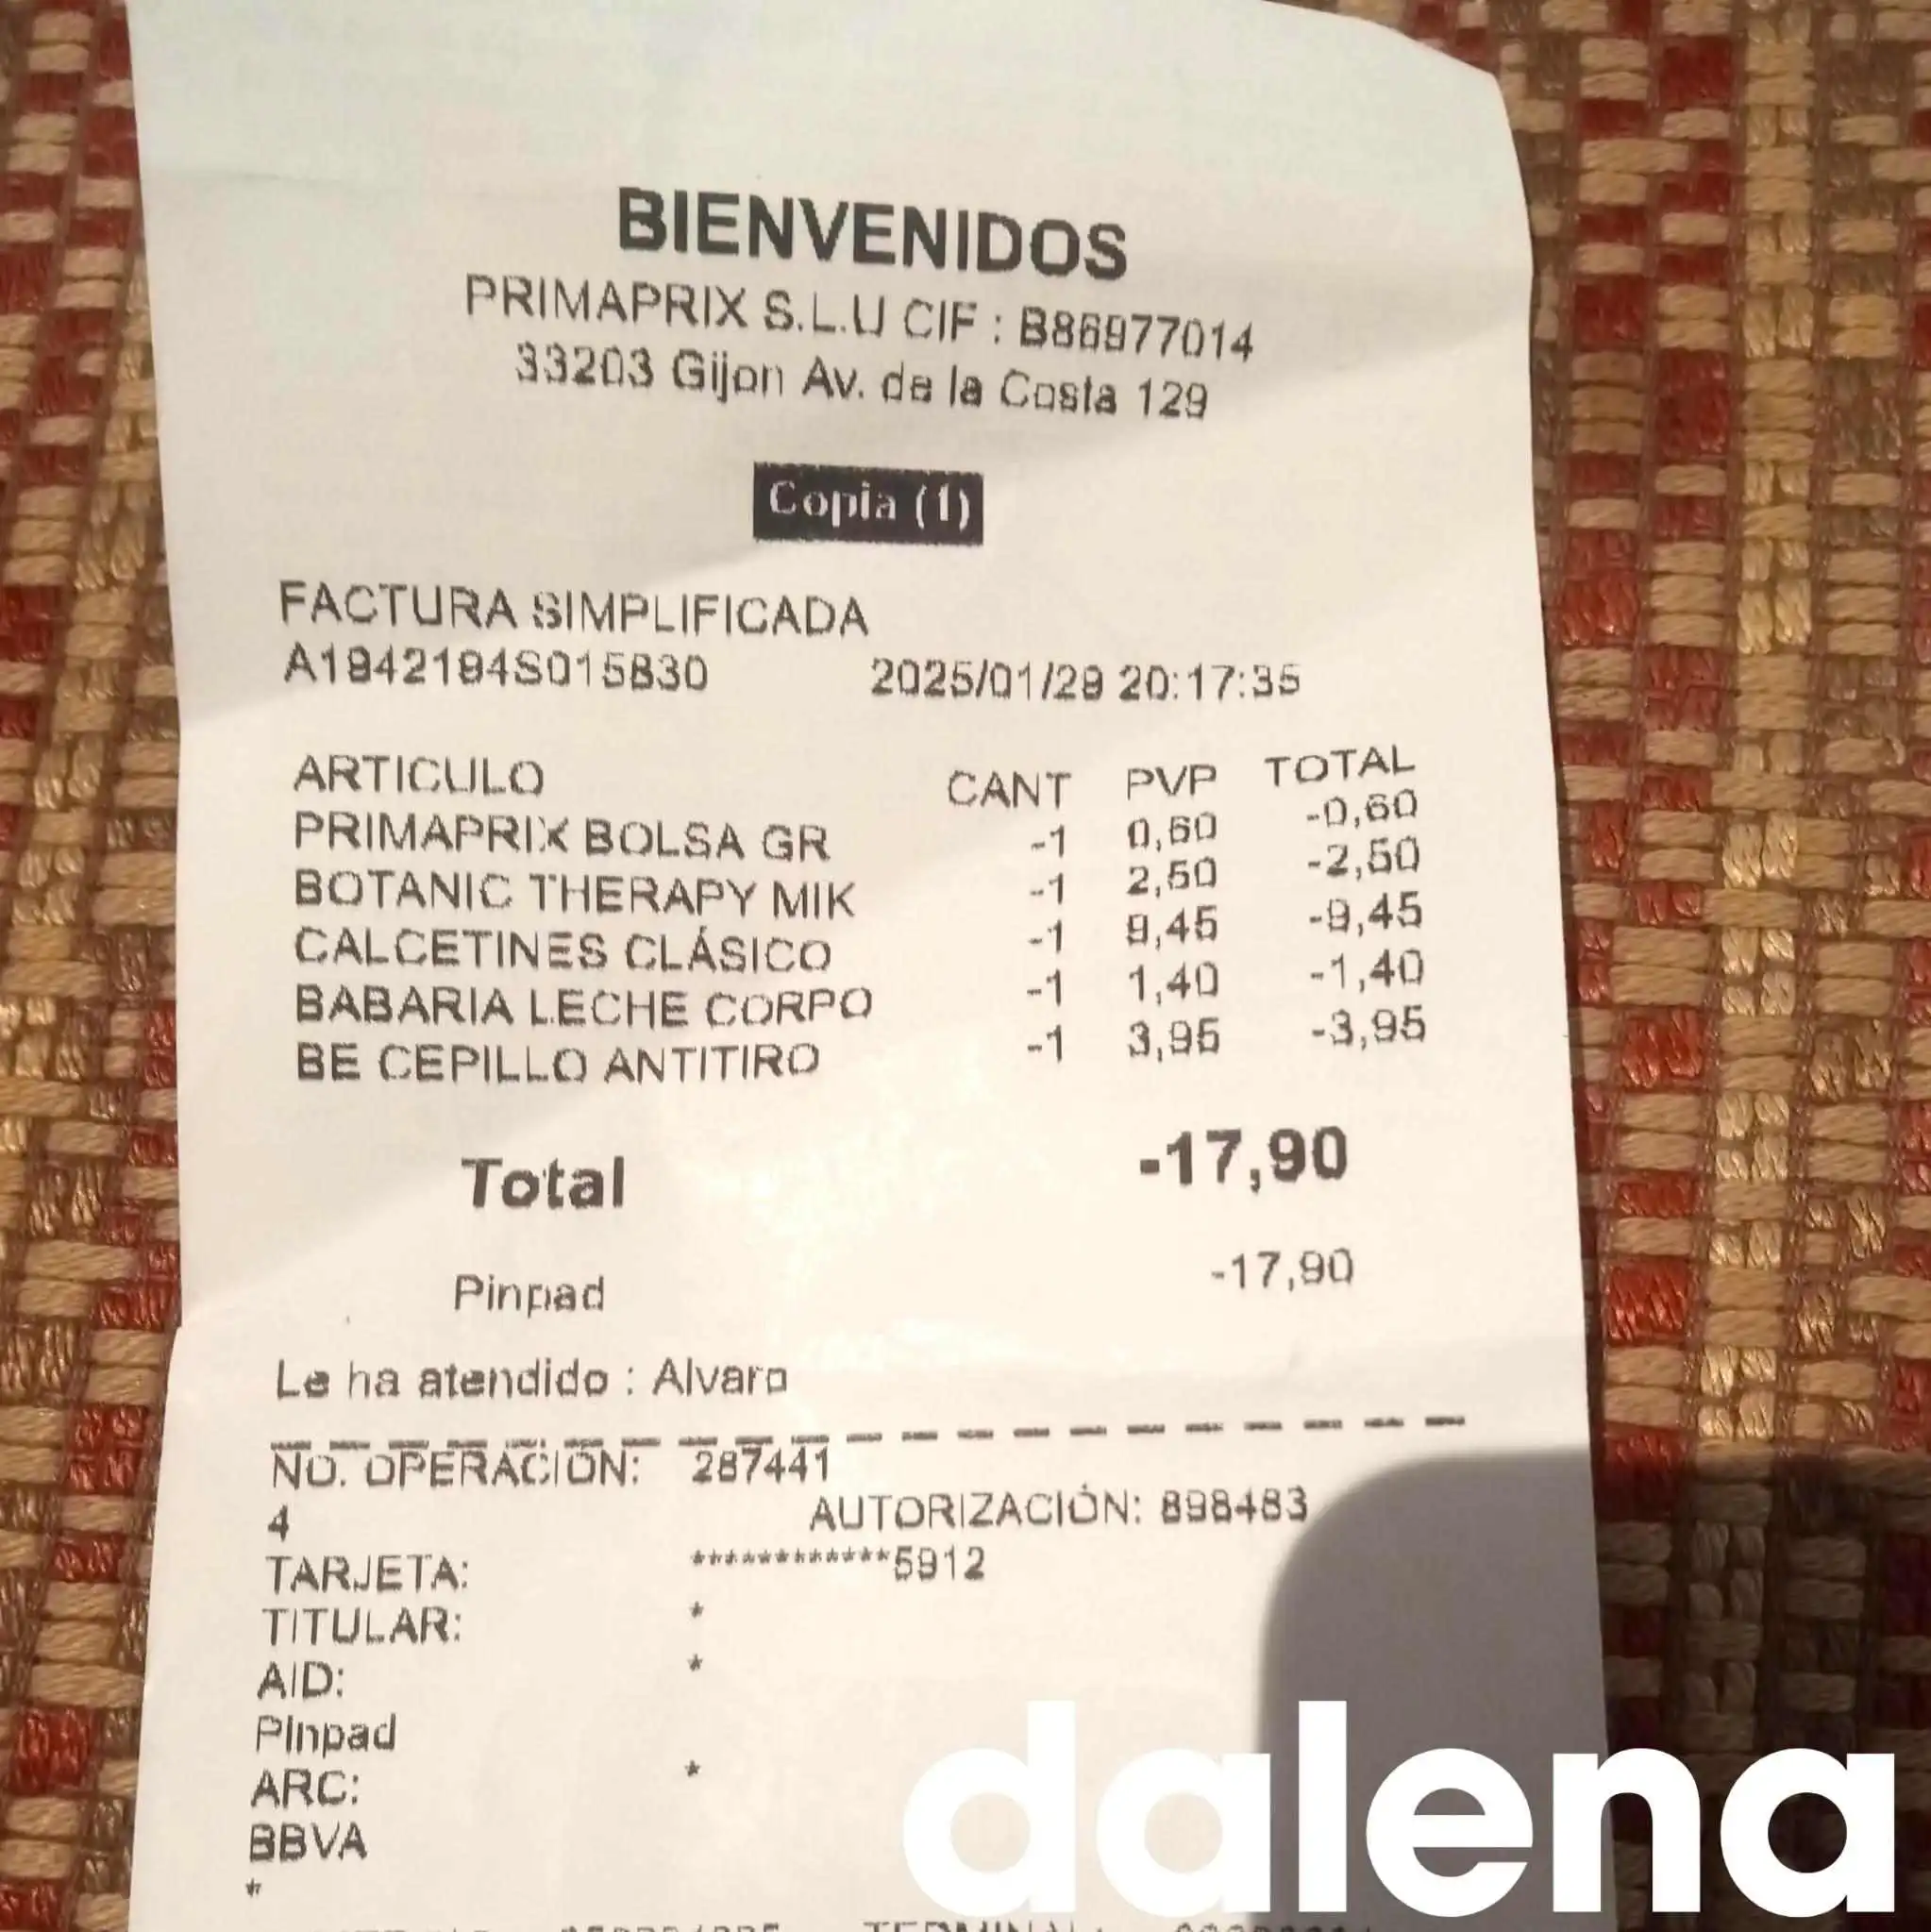 BIENVENIDOS
PRIMAPRIX S.L.U CIF : B86977014
33203 Gijon Av. de la Costa 129
Copia (1)
FACTURA SIMPLIFICADA
A1942194S015830 2025/01/29 20:17:35
ARTICULO CANT PVP TOTAL
PRIMAPRIX BOLSA GR -1 0,60 -0,60
BOTANIC THERAPY MIK -1 2,50 -2,50
CALCETINES CLÁSICO -1 9,45 -9,45
BABARIA LECHE CORPO -1 1,40 -1,40
BE CEPILLO ANTITIRO -1 3,95 -3,95
Total -17,90
Pinpad -17,90
Le ha atendido : Alvaro
NO. OPERACIÓN: 287441
4 AUTORIZACIÓN: 898483
TARJETA: ************5912
TITULAR: *
AID: *
Pinpad
ARC: *
BBVA
*
TERMINAL:
dalena